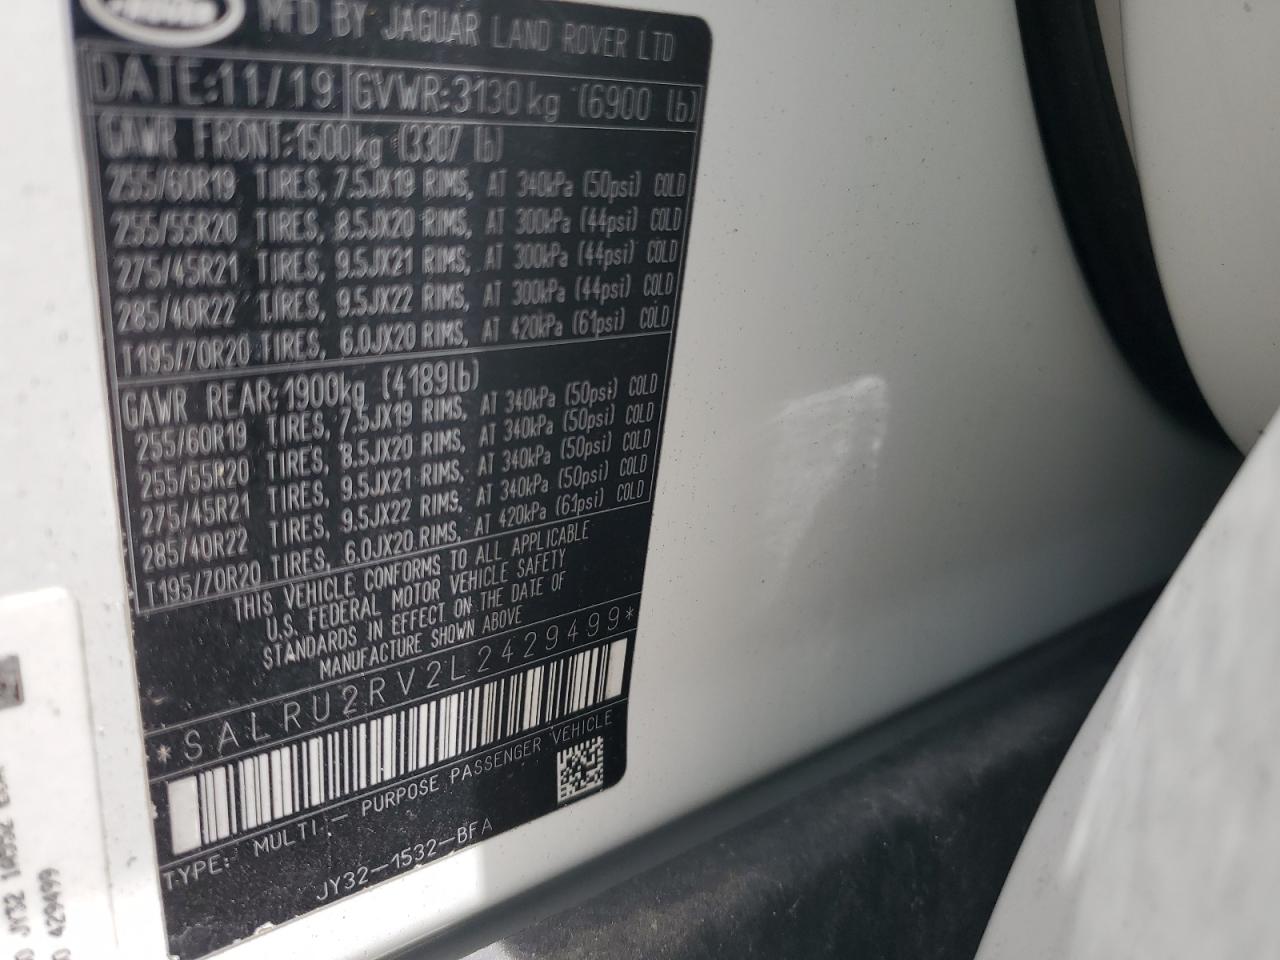 MFD BY JAGUAR LAND ROVER LTD
DATE:11/19 GVWR:3130kg (6900 lb)
GAWR FRONT:1500kg (3307 lb)
255/60R19 TIRES, 7.5JX19 RIMS, AT 340kPa (50psi) COLD
255/55R20 TIRES, 8.5JX20 RIMS, AT 300kPa (44psi) COLD
275/45R21 TIRES, 9.5JX21 RIMS, AT 300kPa (44psi) COLD
285/40R22 TIRES, 9.5JX22 RIMS, AT 300kPa (44psi) COLD
T195/70R20 TIRES, 6.0JX20 RIMS, AT 420kPa (61psi) COLD
GAWR REAR:1900kg (4189lb)
255/60R19 TIRES, 7.5JX19 RIMS, AT 340kPa (50psi) COLD
255/55R20 TIRES, 8.5JX20 RIMS, AT 340kPa (50psi) COLD
275/45R21 TIRES, 9.5JX21 RIMS, AT 340kPa (50psi) COLD
285/40R22 TIRES, 9.5JX22 RIMS, AT 340kPa (50psi) COLD
T195/70R20 TIRES, 6.0JX20 RIMS, AT 420kPa (61psi) COLD
THIS VEHICLE CONFORMS TO ALL APPLICABLE
U.S. FEDERAL MOTOR VEHICLE SAFETY
STANDARDS IN EFFECT ON THE DATE OF
MANUFACTURE SHOWN ABOVE
*SALRU2RV2L2429499*
TYPE: MULTI - PURPOSE PASSENGER VEHICLE
JY32-1532-BFA
JY32
429499